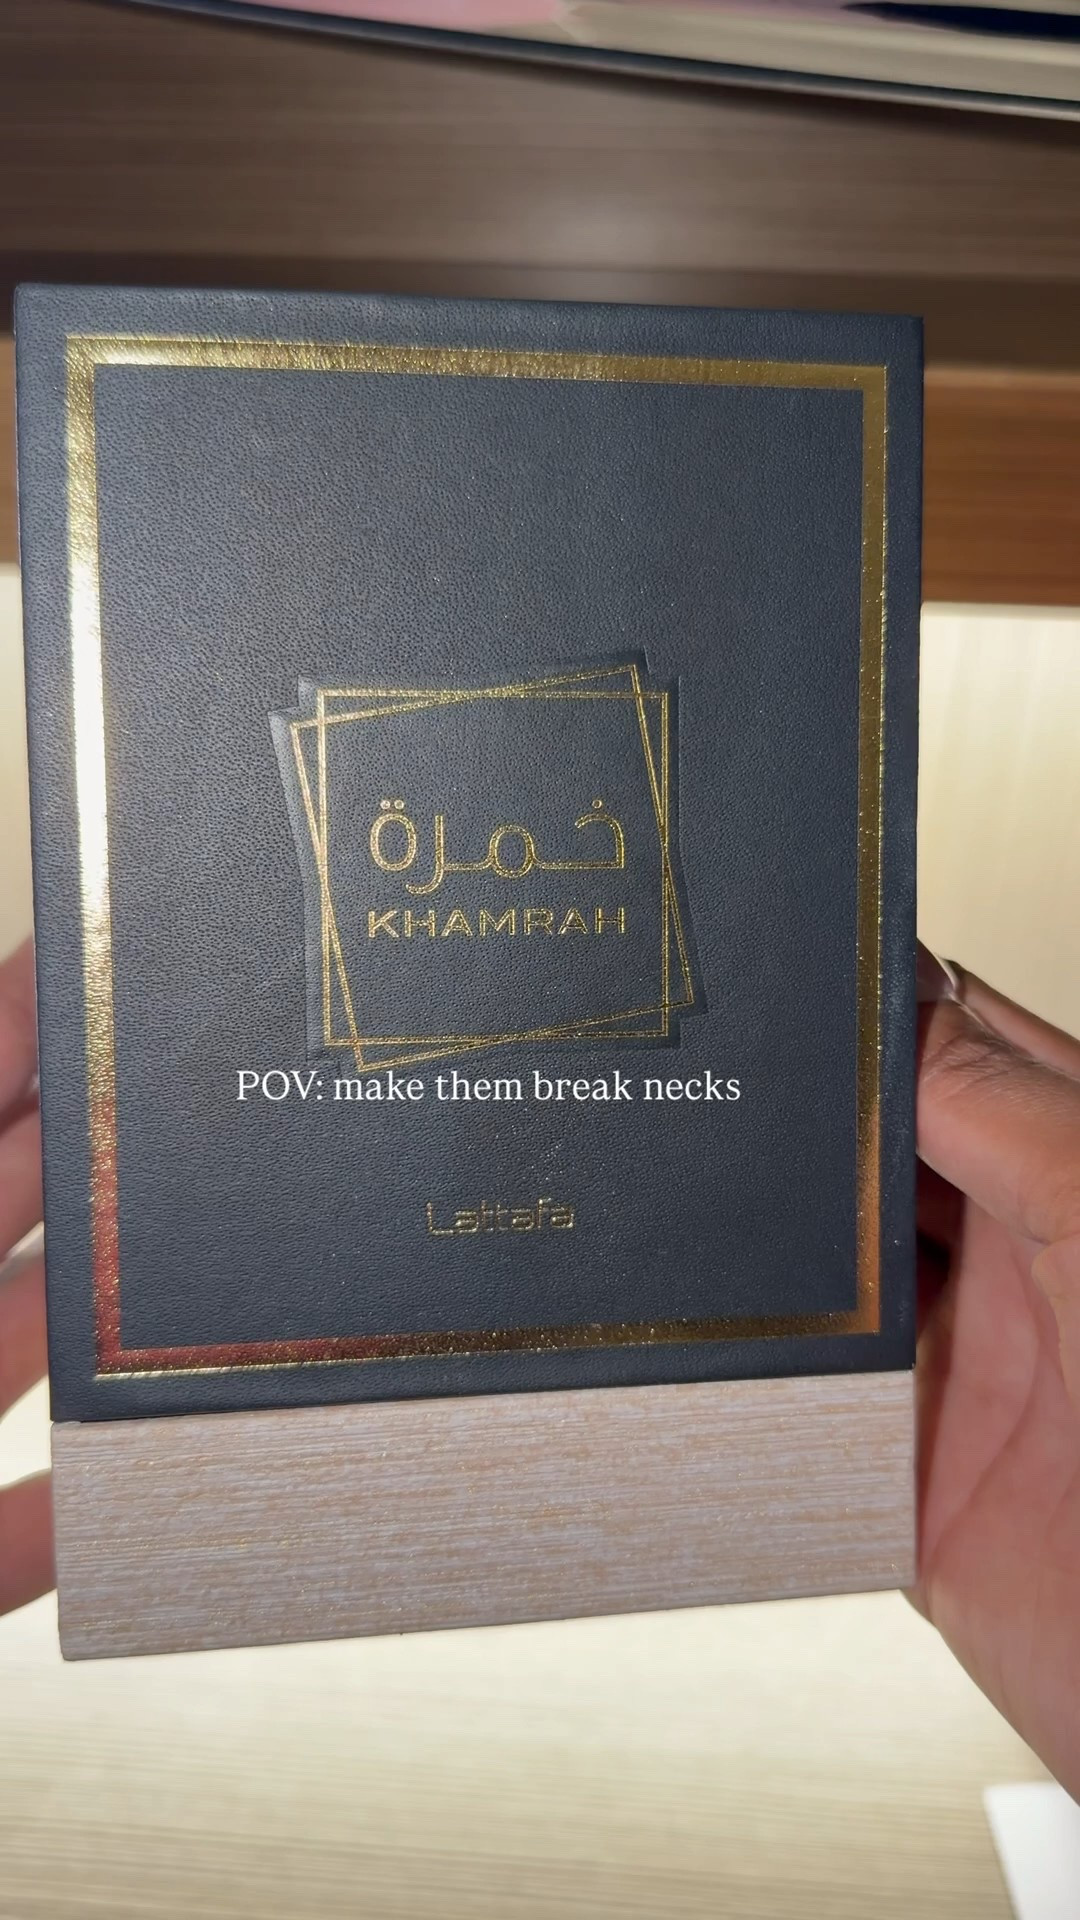 خمرة
KHAMRAH
POV: make them break necks
Lattafa